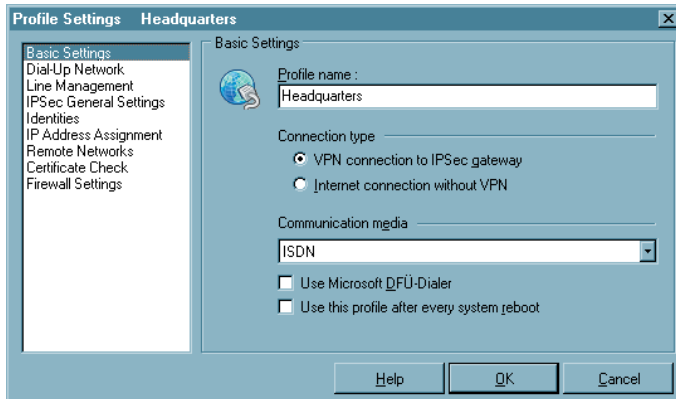 Profile Settings Headquarters
Basic Settings
Dial-Up Network
Line Management
IPSec General Settings
Identities
IP Address Assignment
Remote Networks
Certificate Check
Firewall Settings
Basic Settings
Profile name :
Headquarters
Connection type
VPN connection to IPSec gateway
Internet connection without VPN
Communication media
ISDN
Use Microsoft DFÜ-Dialer
Use this profile after every system reboot
Help OK Cancel